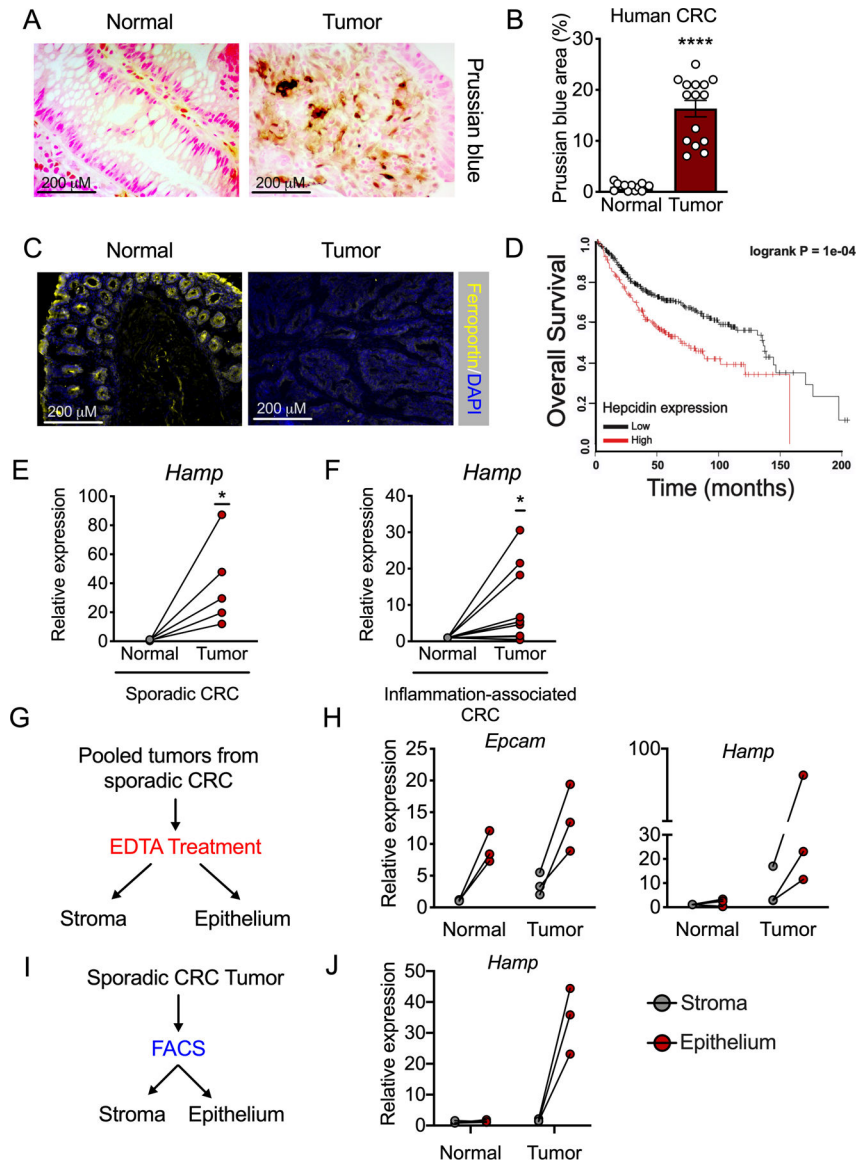 A
Normal
Tumor
200 µM
200 µM
Prussian blue
B
Human CRC
****
Prussian blue area (%)
30
20
10
0
Normal
Tumor
C
Normal
Tumor
200 µM
200 µM
Ferroportin/DAPI
D
logrank P = 1e-04
Overall Survival
1.0
0.8
0.6
0.4
0.2
0.0
Hepcidin expression
Low
High
0
50
100
150
200
Time (months)
E
Hamp
*
Relative expression
100
80
60
40
20
0
Normal
Tumor
Sporadic CRC
F
Hamp
*
Relative expression
40
30
20
10
0
Normal
Tumor
Inflammation-associated
CRC
G
Pooled tumors from
sporadic CRC
EDTA Treatment
Stroma
Epithelium
H
Epcam
Relative expression
25
20
15
10
5
0
Normal
Tumor
Hamp
100
30
20
10
0
Normal
Tumor
I
Sporadic CRC Tumor
FACS
Stroma
Epithelium
J
Hamp
Relative expression
50
40
30
20
10
0
Normal
Tumor
Stroma
Epithelium